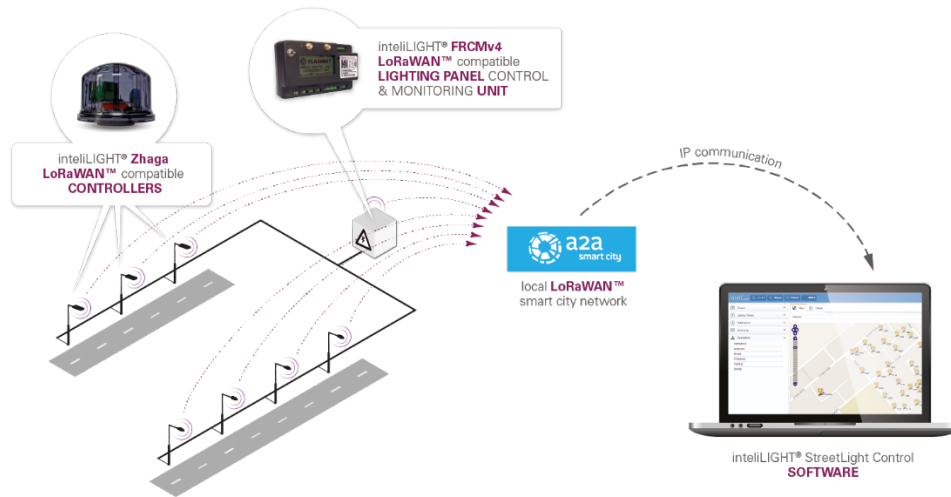 inteliLIGHT® FRCMv4
LoRaWAN™ compatible
LIGHTING PANEL CONTROL
& MONITORING UNIT
FLASHNET
inteliLIGHT® Zhaga
LoRaWAN™ compatible
CONTROLLERS
IP communication
a2a
smart city
local LoRaWAN™
smart city network
inteliLIGHT® StreetLight Control
SOFTWARE